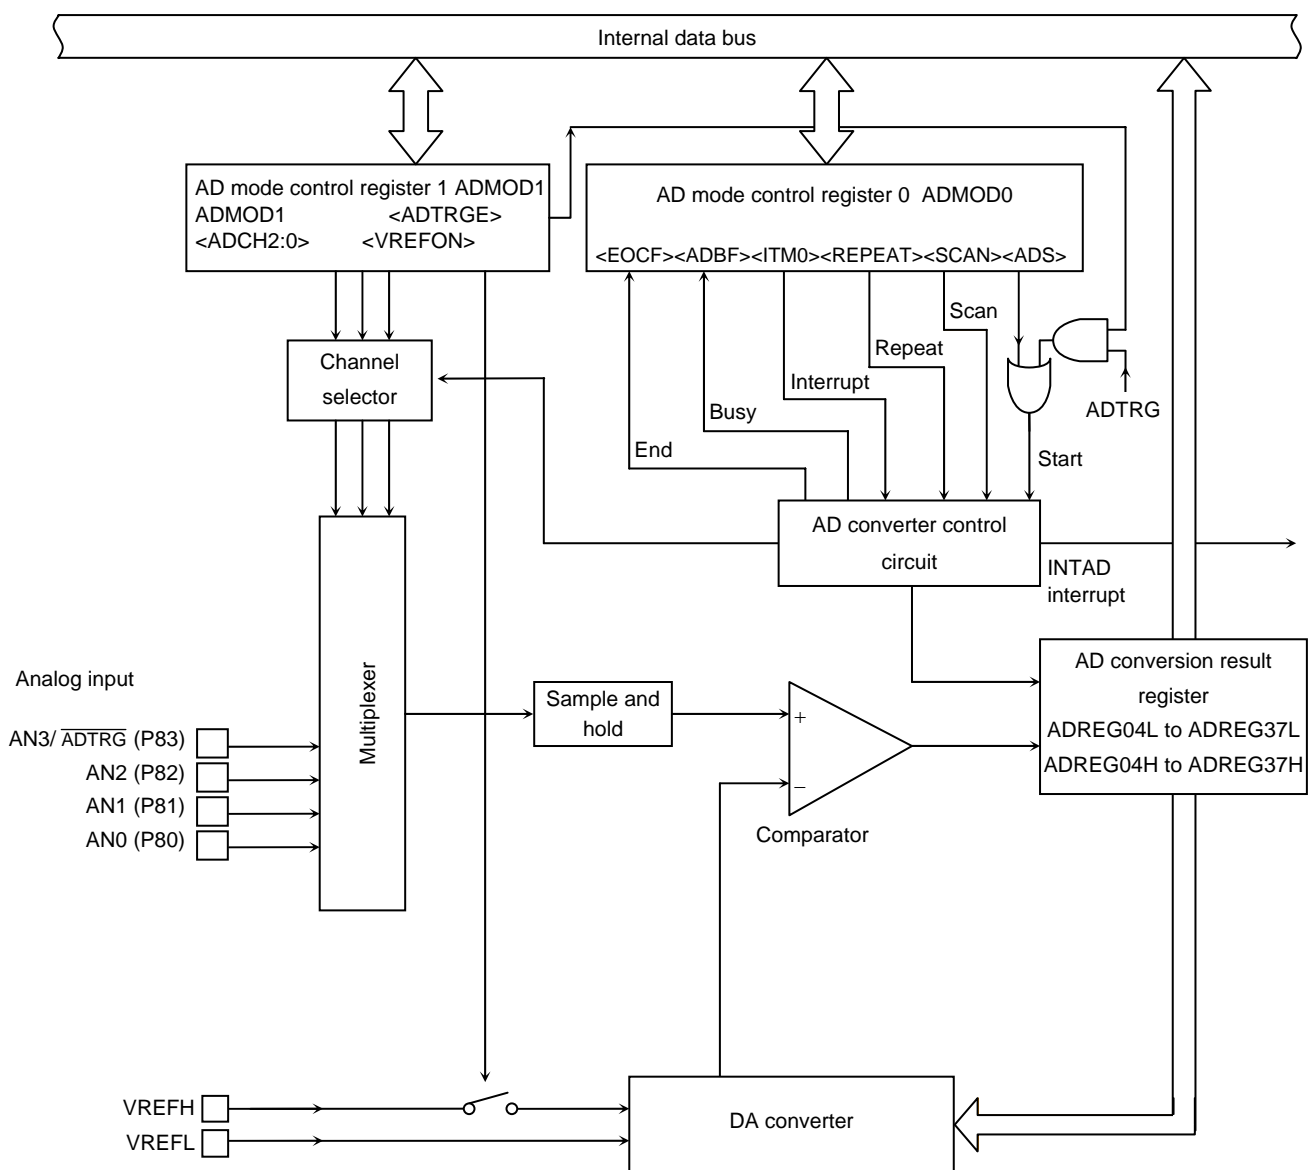 Internal data bus
AD mode control register 1 ADMOD1
ADMOD1 <ADTRGE>
<ADCH2:0> <VREFON>
AD mode control register 0 ADMOD0
<EOCF><ADBF><ITM0><REPEAT><SCAN><ADS>
Scan
Channel
selector
Repeat
Interrupt
Busy
ADTRG
End
Start
AD converter control
circuit
INTAD
interrupt
Analog input
Multiplexer
Sample and
hold
+
−
Comparator
AD conversion result
register
ADREG04L to ADREG37L
ADREG04H to ADREG37H
AN3/ ADTRG (P83)
AN2 (P82)
AN1 (P81)
AN0 (P80)
VREFH
VREFL
DA converter